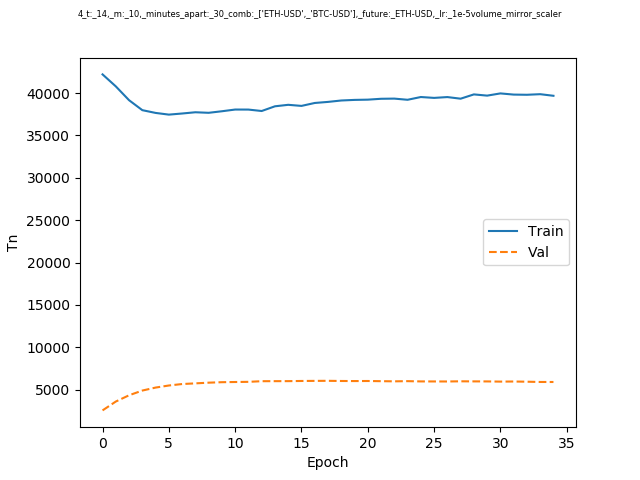 4_t:_14,_m:_10,_minutes_apart:_30_comb:_['ETH-USD',_'BTC-USD'],_future:_ETH-USD,_lr:_1e-5volume_mirror_scaler
40000
35000
30000
25000
20000
15000
10000
5000
Tn
Train
Val
0 5 10 15 20 25 30 35
Epoch